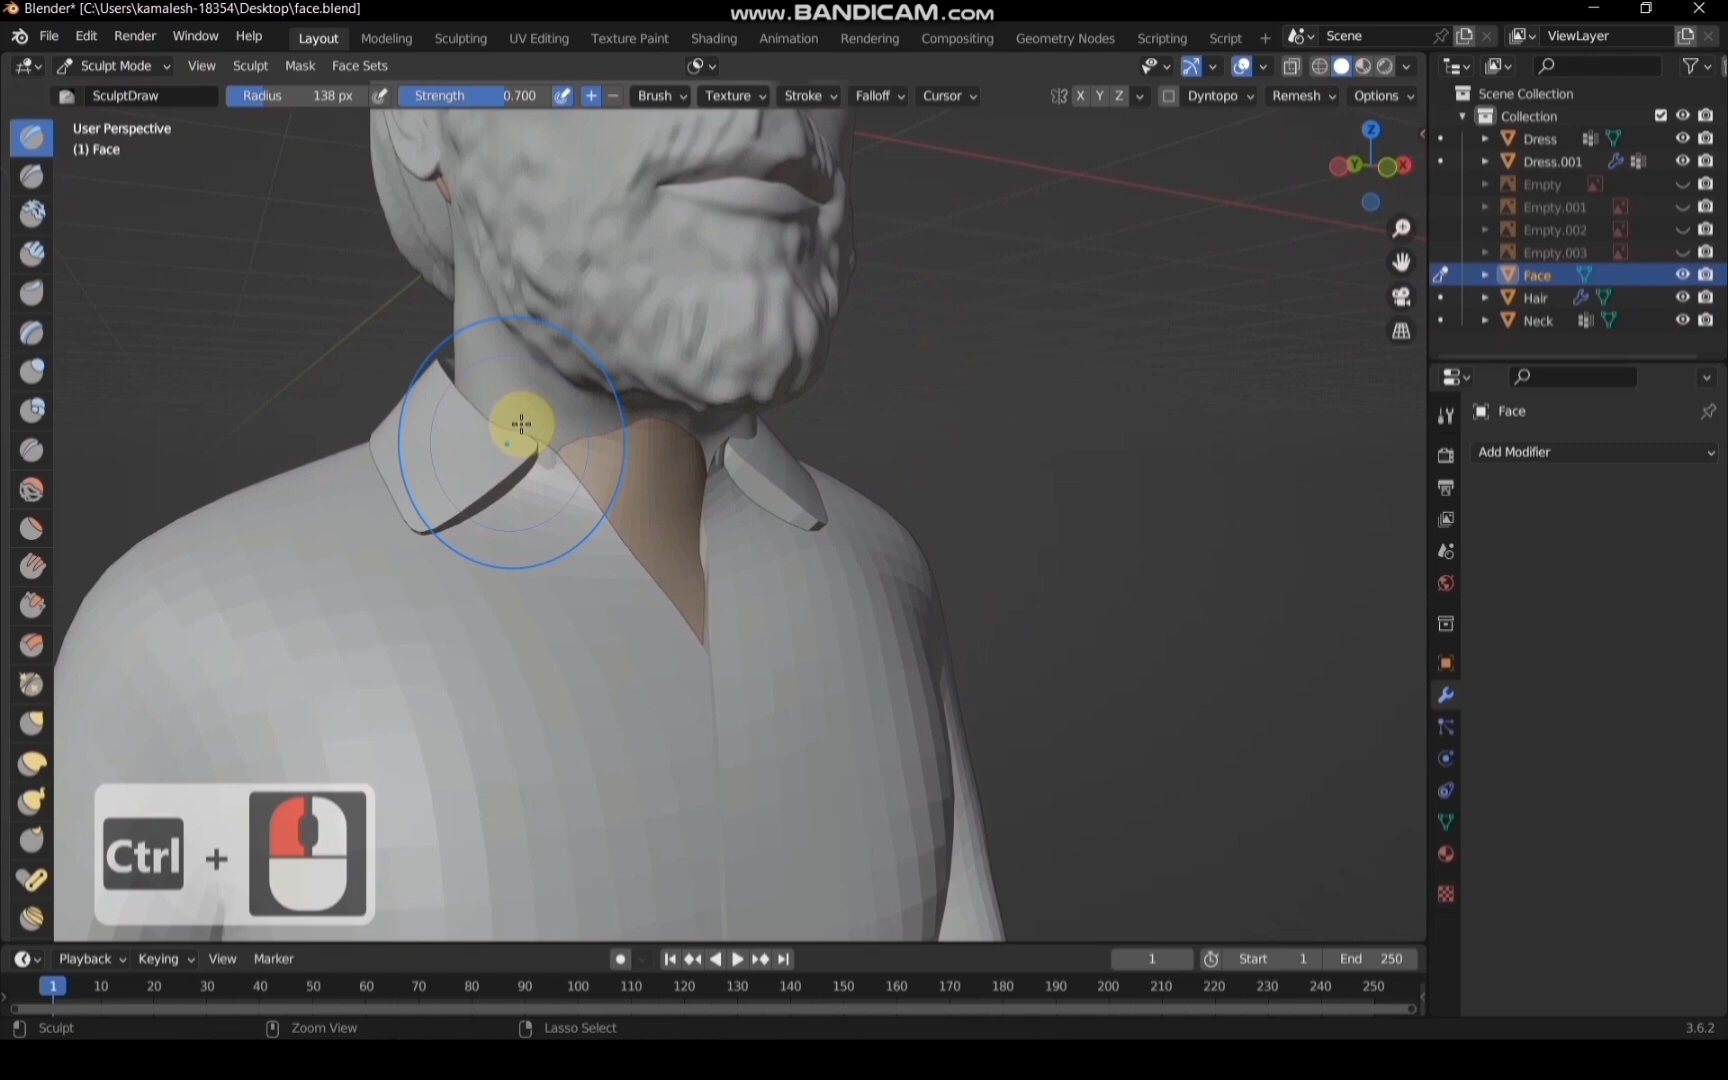 Blender* [C:\Users\kamalesh-18354\Desktop\face.blend]
www.BANDICAM.com
File Edit Render Window Help Layout Modeling Sculpting UV Editing Texture Paint Shading Animation Rendering Compositing Geometry Nodes Scripting Script + Scene ViewLayer
Sculpt Mode View Sculpt Mask Face Sets
SculptDraw Radius 138 px Strength 0.700 Brush Texture Stroke Falloff Cursor X Y Z Dyntopo Remesh Options
User Perspective
(1) Face
Z
Y X
Scene Collection
Collection
Dress
Dress.001
Empty
Empty.001
Empty.002
Empty.003
Face
Hair
Neck
Face
Add Modifier
Ctrl +
Playback Keying View Marker 1 Start 1 End 250
1 10 20 30 40 50 60 70 80 90 100 110 120 130 140 150 160 170 180 190 200 210 220 230 240 250
Sculpt Zoom View Lasso Select 3.6.2